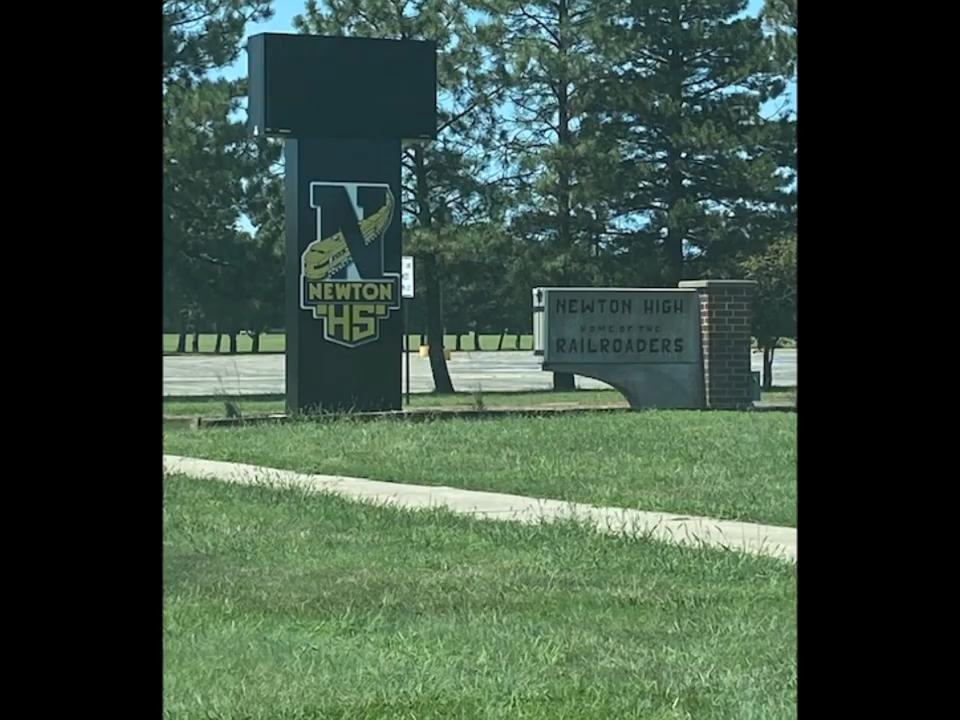 N
NEWTON
HS
NEWTON HIGH
HOME OF THE
RAILROADERS